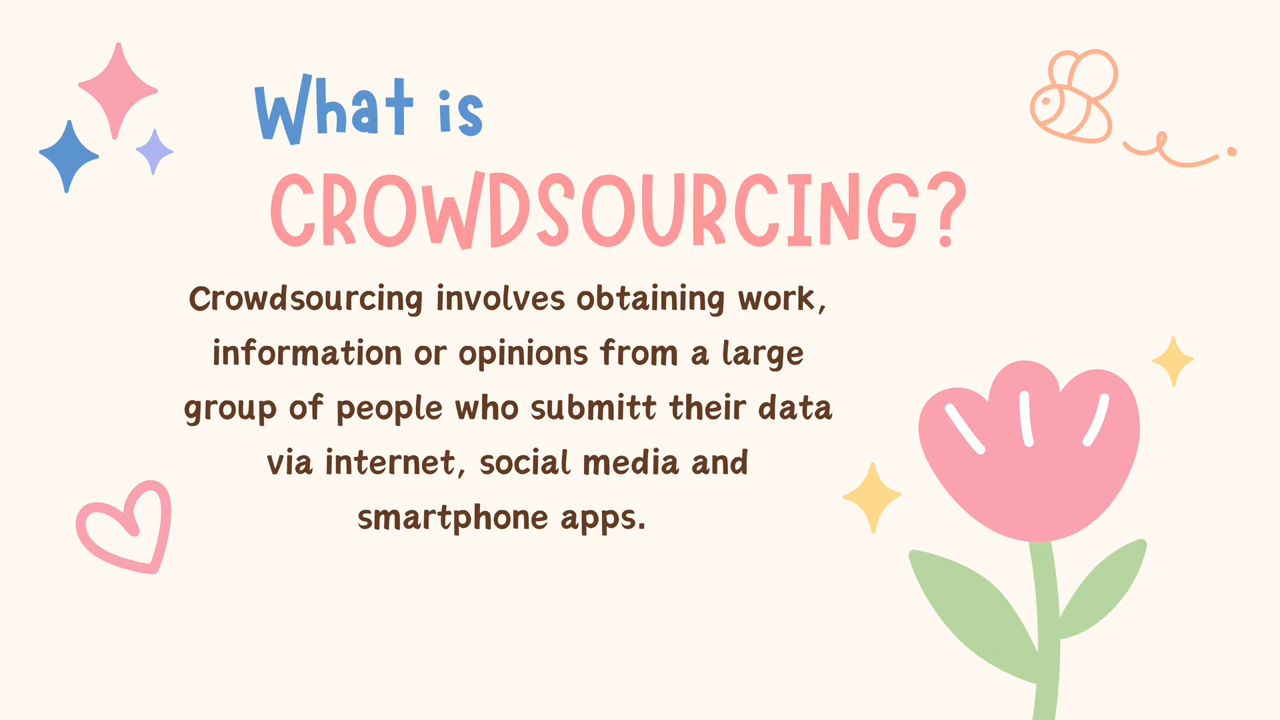 What is
CROWDSOURCING?
Crowdsourcing involves obtaining work,
information or opinions from a large
group of people who submitt their data
via internet, social media and
smartphone apps.